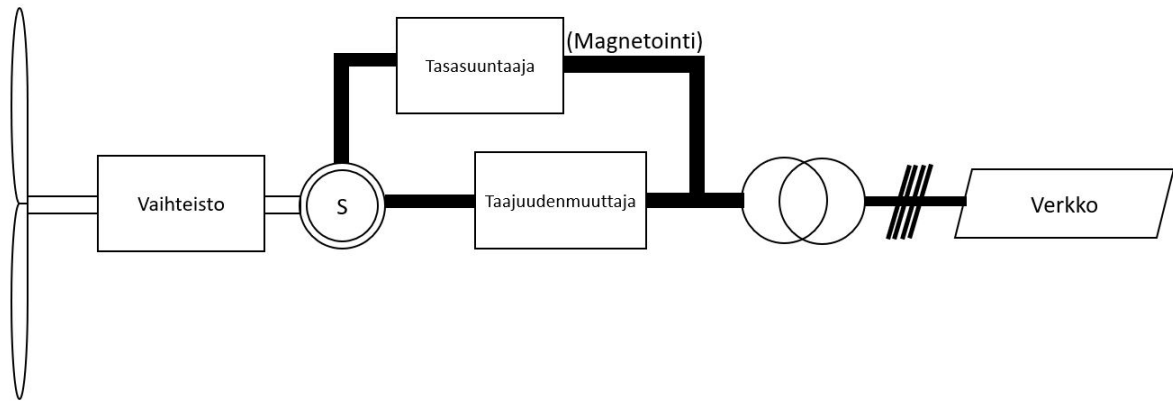 (Magnetointi)
Tasasuuntaaja
Vaihteisto
S
Taajuudenmuuttaja
Verkko